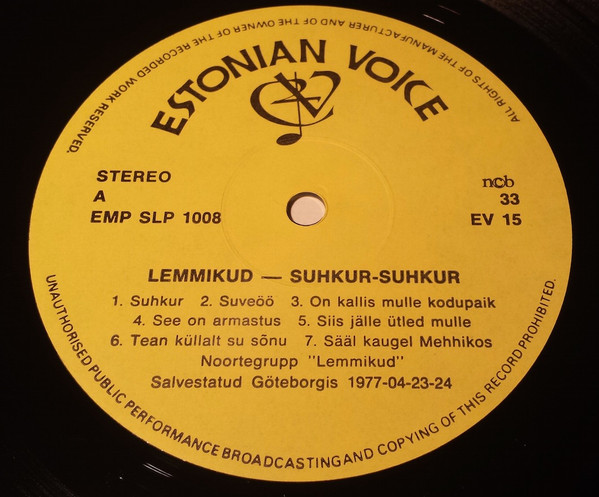 ALL RIGHTS OF THE MANUFACTURER AND OF THE OWNER OF THE RECORDED WORK RESERVED.
ESTONIAN VOICE
STEREO
A
EMP SLP 1008
ncb
33
EV 15
LEMMIKUD — SUHKUR-SUHKUR
1. Suhkur 2. Suveöö 3. On kallis mulle kodupaik
4. See on armastus 5. Siis jälle ütled mulle
6. Tean küllalt su sõnu 7. Sääl kaugel Mehhikos
Noortegrupp "Lemmikud"
Salvestatud Göteborgis 1977-04-23-24
UNAUTHORISED PUBLIC PERFORMANCE BROADCASTING AND COPYING OF THIS RECORD PROHIBITED.